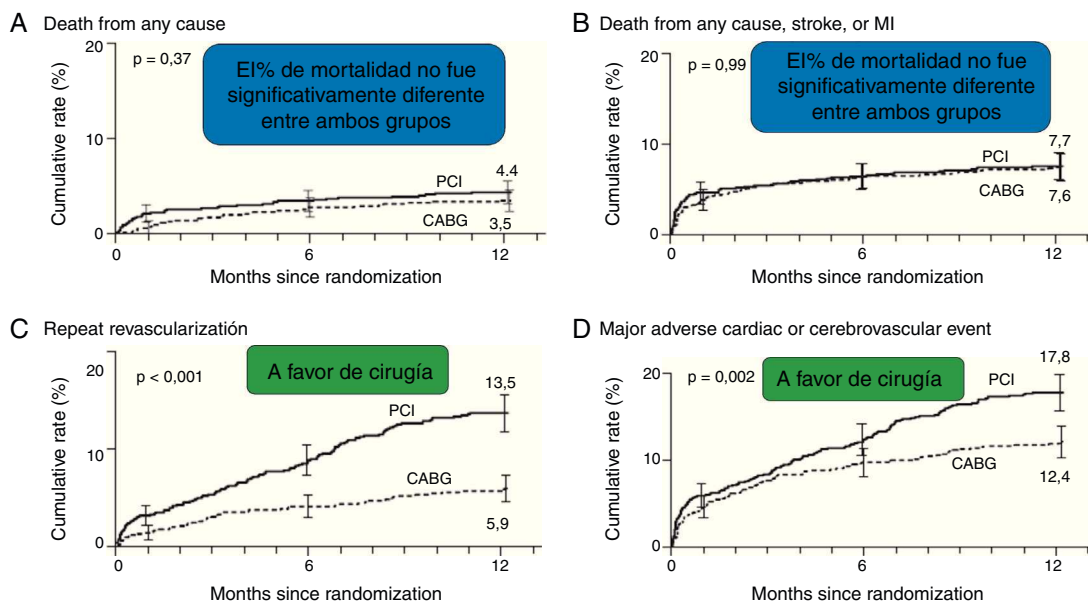 A Death from any cause
20
p = 0,37
El% de mortalidad no fue
significativamente diferente
entre ambos grupos
Cumulative rate (%)
10
4.4
PCI
CABG
3,5
0
0 6 12
Months since randomization
B Death from any cause, stroke, or MI
20
p = 0,99
El% de mortalidad no fue
significativamente diferente
entre ambos grupos
Cumulative rate (%)
10
7,7
PCI
CABG
7,6
0
0 6 12
Months since randomization
C Repeat revascularizatión
20
p < 0,001
A favor de cirugía
Cumulative rate (%)
13,5
PCI
10
CABG
5,9
0
0 6 12
Months since randomization
D Major adverse cardiac or cerebrovascular event
20
p = 0,002
A favor de cirugía
17,8
PCI
Cumulative rate (%)
10
CABG
12,4
0
0 6 12
Months since randomization